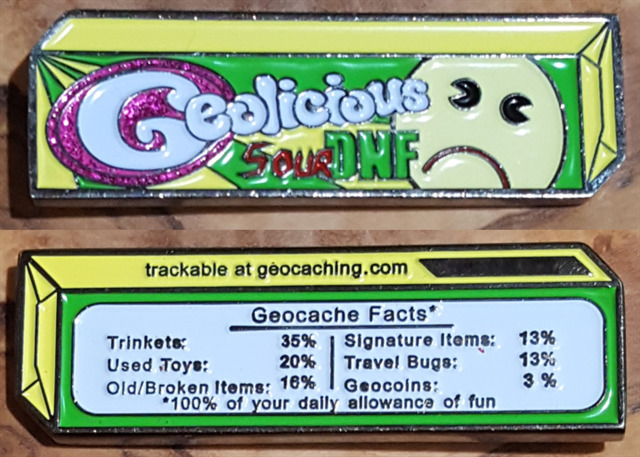 Geolicious
SOUR DNF
trackable at geocaching.com
Geocache Facts*
Trinkets: 35% Signature Items: 13%
Used Toys: 20% Travel Bugs: 13%
Old/Broken Items: 16% Geocoins: 3 %
*100% of your daily allowance of fun